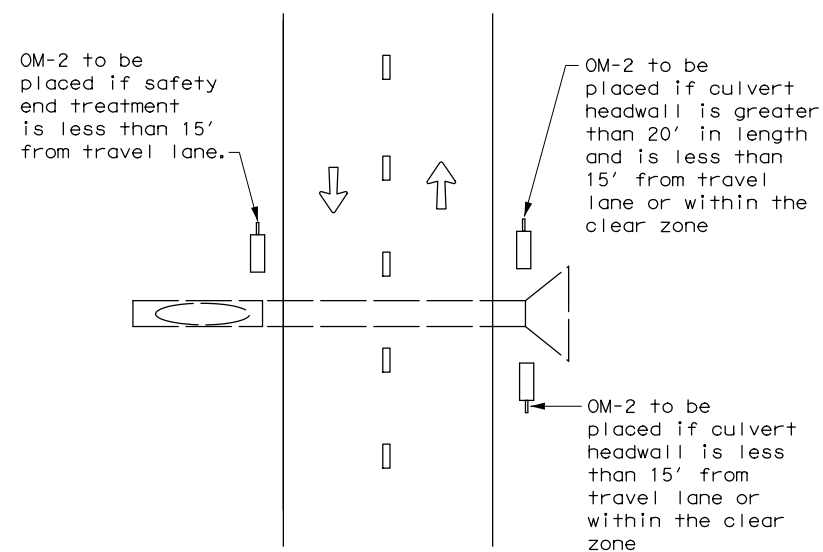 OM-2 to be
placed if safety
end treatment
is less than 15'
from travel lane.
OM-2 to be
placed if culvert
headwall is greater
than 20' in length
and is less than
15' from travel
lane or within the
clear zone
OM-2 to be
placed if culvert
headwall is less
than 15' from
travel lane or
within the clear
zone